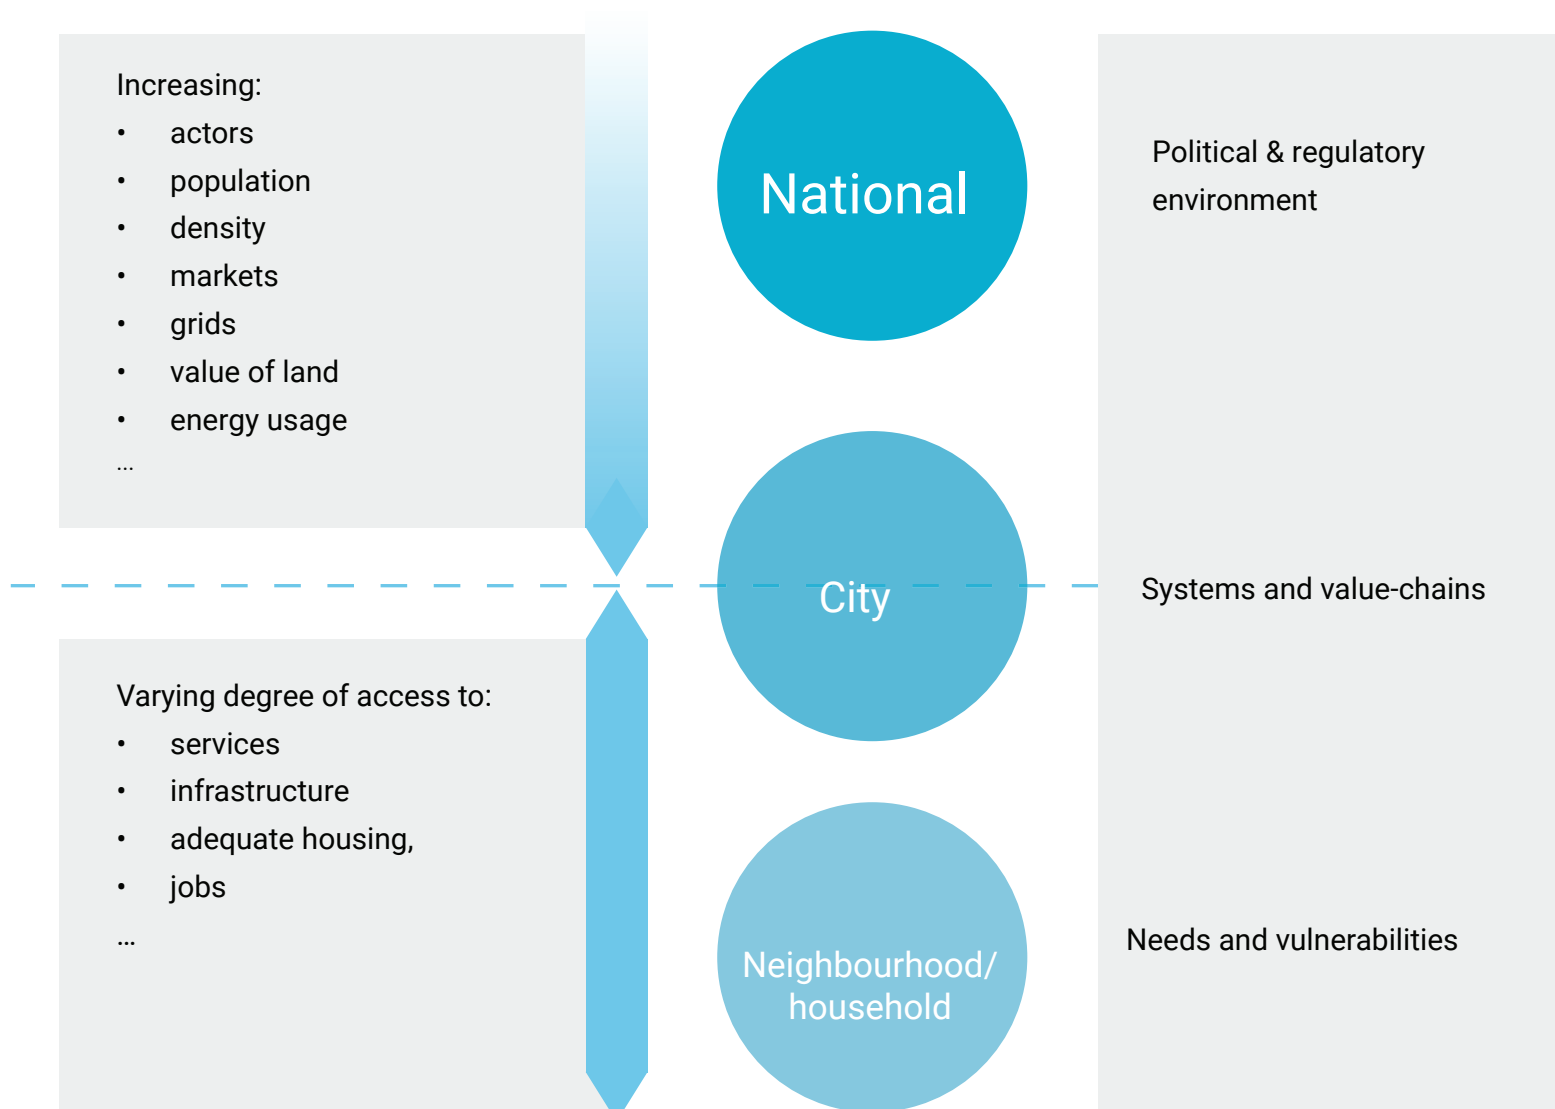 Increasing:
• actors
• population
• density
• markets
• grids
• value of land
• energy usage
...
Varying degree of access to:
• services
• infrastructure
• adequate housing,
• jobs
...
National
City
Neighbourhood/
household
Political & regulatory
environment
Systems and value-chains
Needs and vulnerabilities